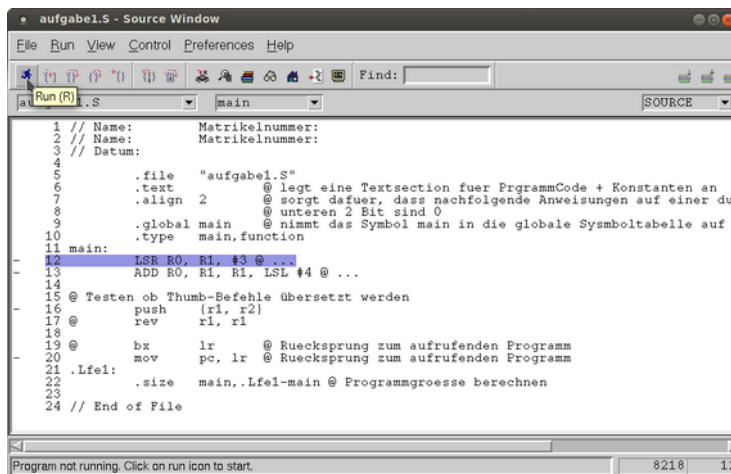 aufgabe1.S - Source Window
File Run View Control Preferences Help
Find:
Run (R)
main
SOURCE
1 // Name: Matrikelnummer:
2 // Name: Matrikelnummer:
3 // Datum:
4
5 .file "aufgabe1.S"
6 .text @ legt eine Textsection fuer PrgrammCode + Konstanten an
7 .align 2 @ sorgt dafuer, dass nachfolgende Anweisungen auf einer du
8 @ unteren 2 Bit sind 0
9 .global main @ nimmt das Symbol main in die globale Sysmboltabelle auf
10 .type main,function
11 main:
- 12 LSR R0, R1, #3 @ ...
- 13 ADD R0, R1, R1, LSL #4 @ ...
14
15 @ Testen ob Thumb-Befehle übersetzt werden
- 16 push {r1, r2}
17 @ rev r1, r1
18
19 @ bx lr @ Ruecksprung zum aufrufenden Programm
- 20 mov pc, lr @ Ruecksprung zum aufrufenden Programm
21 .Lfe1:
22 .size main,.Lfe1-main @ Programmgroesse berechnen
23
24 // End of File
Program not running. Click on run icon to start.
8218